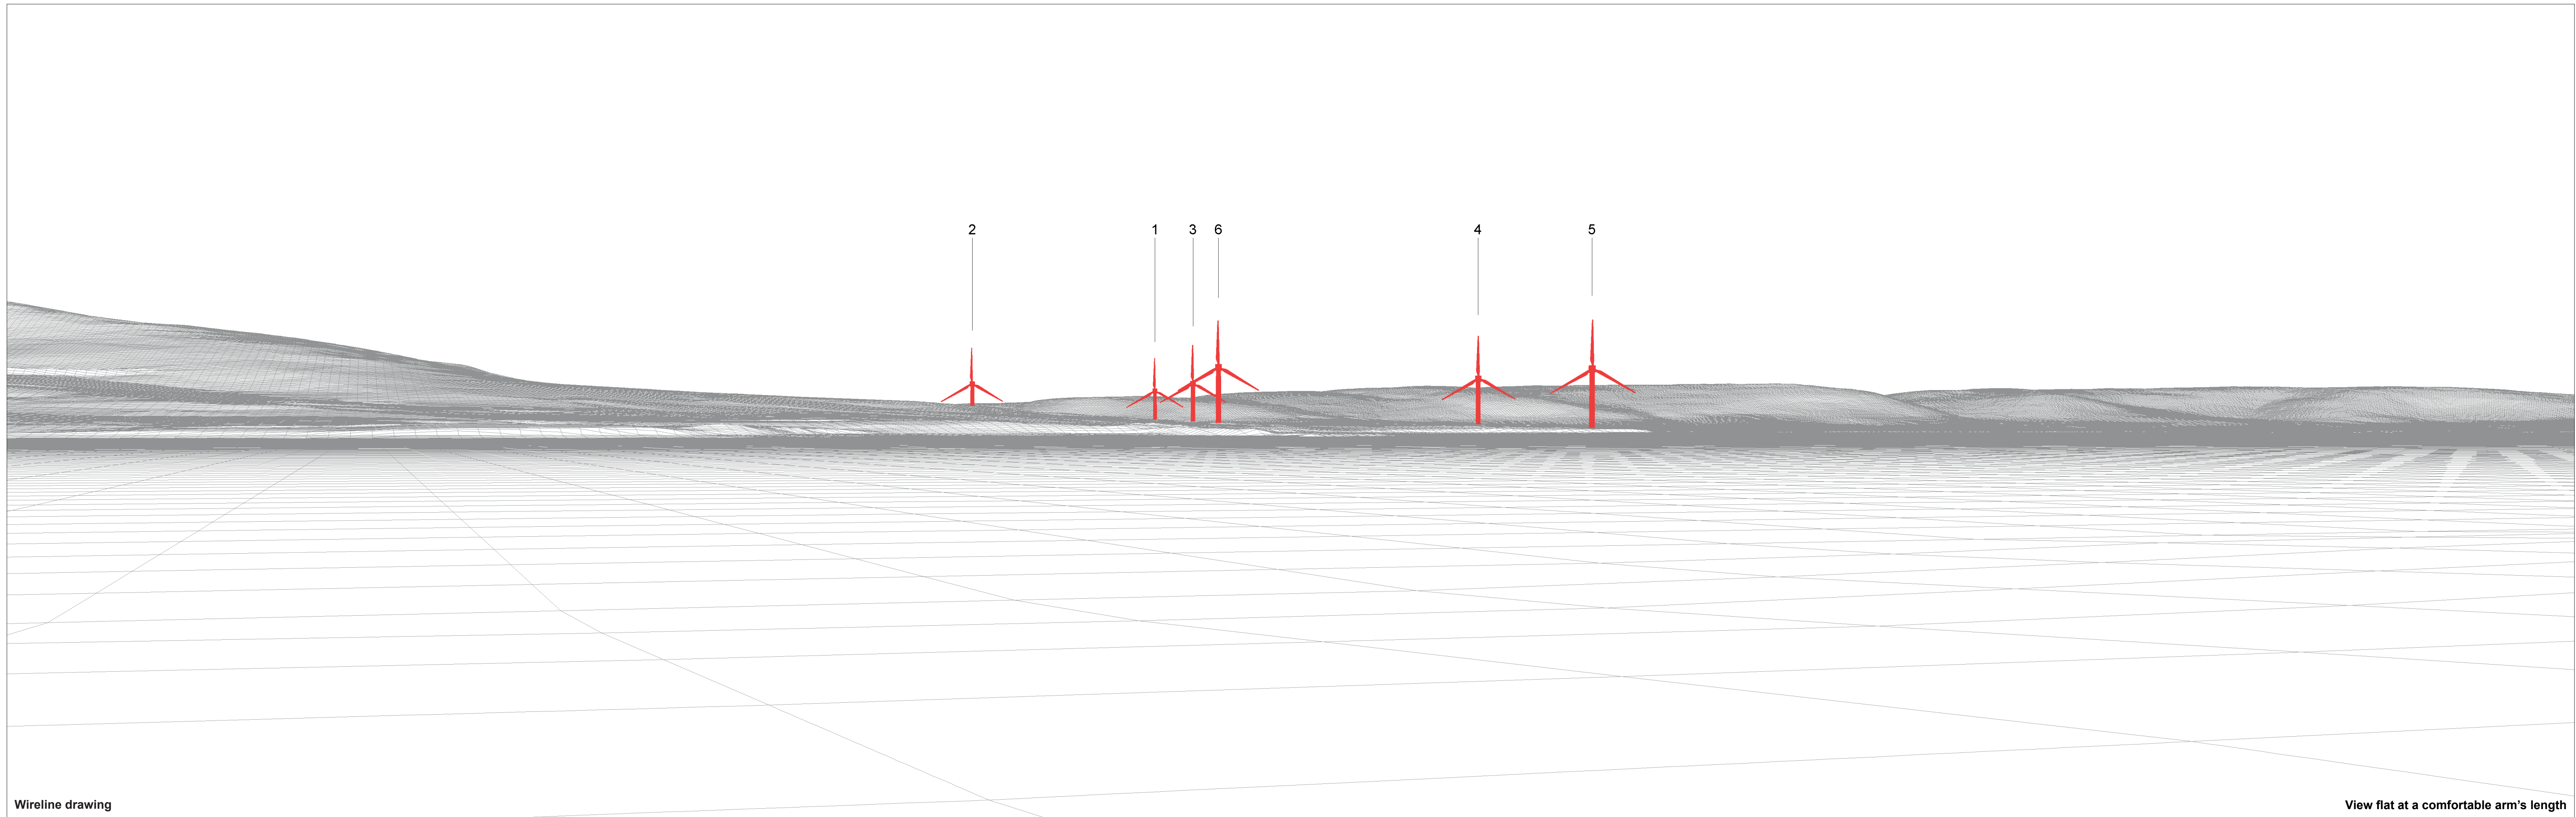 2 1 3 6 4 5
Wireline drawing
View flat at a comfortable arm's length